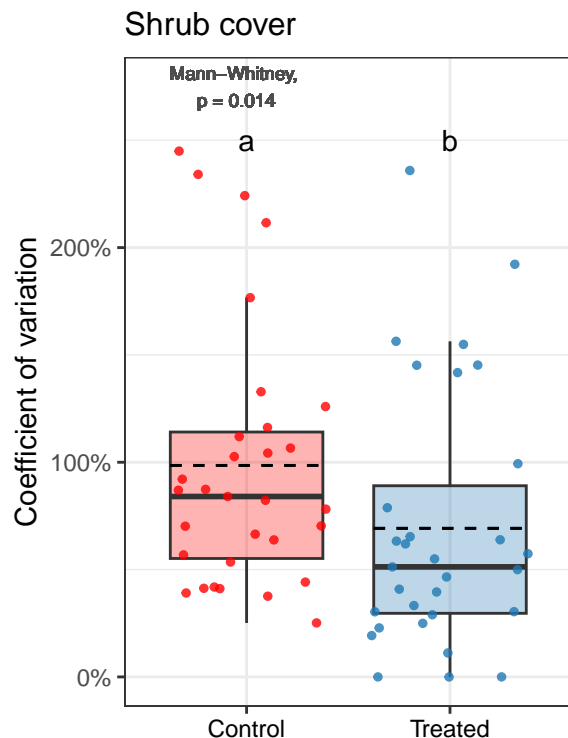 Shrub cover
Mann–Whitney,
p = 0.014
a
b
Coefficient of variation
200%
100%
0%
Control
Treated